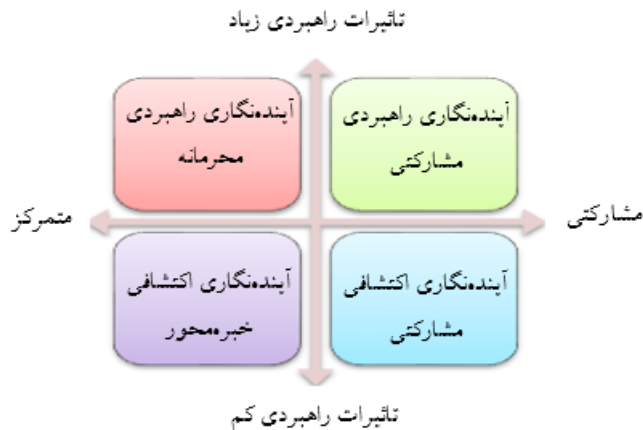 تاثیرات راهبردی زیاد
آینده‌نگاری راهبردی
مشارکتی
آینده‌نگاری راهبردی
محرمانه
مشارکتی
متمرکز
آینده‌نگاری اکتشافی
مشارکتی
آینده‌نگاری اکتشافی
خبره‌محور
تاثیرات راهبردی کم